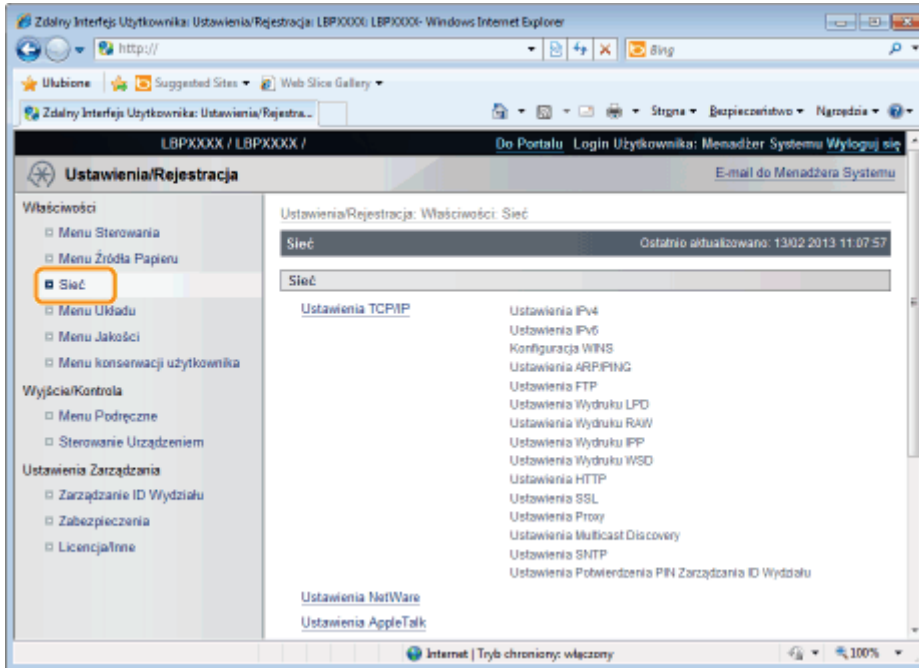 Zdalny Interfejs Użytkownika: Ustawienia/Rejestracja: LBPXXXX: LBPXXXX- Windows Internet Explorer
http://
Bing
Ulubione Suggested Sites Web Slice Gallery
Zdalny Interfejs Użytkownika: Ustawienia/Rejestra... Strona Bezpieczeństwo Narzędzia
LBPXXXX / LBPXXXX / Do Portalu Login Użytkownika: Menadżer Systemu Wyloguj się
Ustawienia/Rejestracja E-mail do Menadżera Systemu
Właściwości
Menu Sterowania
Menu Źródła Papieru
Sieć
Menu Układu
Menu Jakości
Menu konserwacji użytkownika
Wyjście/Kontrola
Menu Podręczne
Sterowanie Urządzeniem
Ustawienia Zarządzania
Zarządzanie ID Wydziału
Zabezpieczenia
Licencja/Inne
Ustawienia/Rejestracja: Właściwości: Sieć
Sieć Ostatnio aktualizowano: 13/02 2013 11:07:57
Sieć
Ustawienia TCP/IP Ustawienia IPv4
Ustawienia IPv6
Konfiguracja WINS
Ustawienia ARP/PING
Ustawienia FTP
Ustawienia Wydruku LPD
Ustawienia Wydruku RAW
Ustawienia Wydruku IPP
Ustawienia Wydruku WSD
Ustawienia HTTP
Ustawienia SSL
Ustawienia Proxy
Ustawienia Multicast Discovery
Ustawienia SNTP
Ustawienia Potwierdzenia PIN Zarządzania ID Wydziału
Ustawienia NetWare
Ustawienia AppleTalk
Internet | Tryb chroniony: włączony 100%